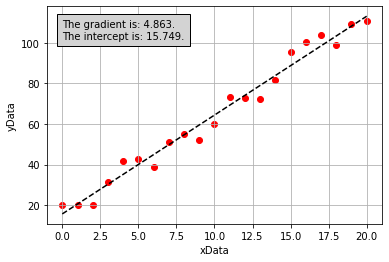 The gradient is: 4.863.
The intercept is: 15.749.
100
80
60
40
20
yData
0.0 2.5 5.0 7.5 10.0 12.5 15.0 17.5 20.0
xData